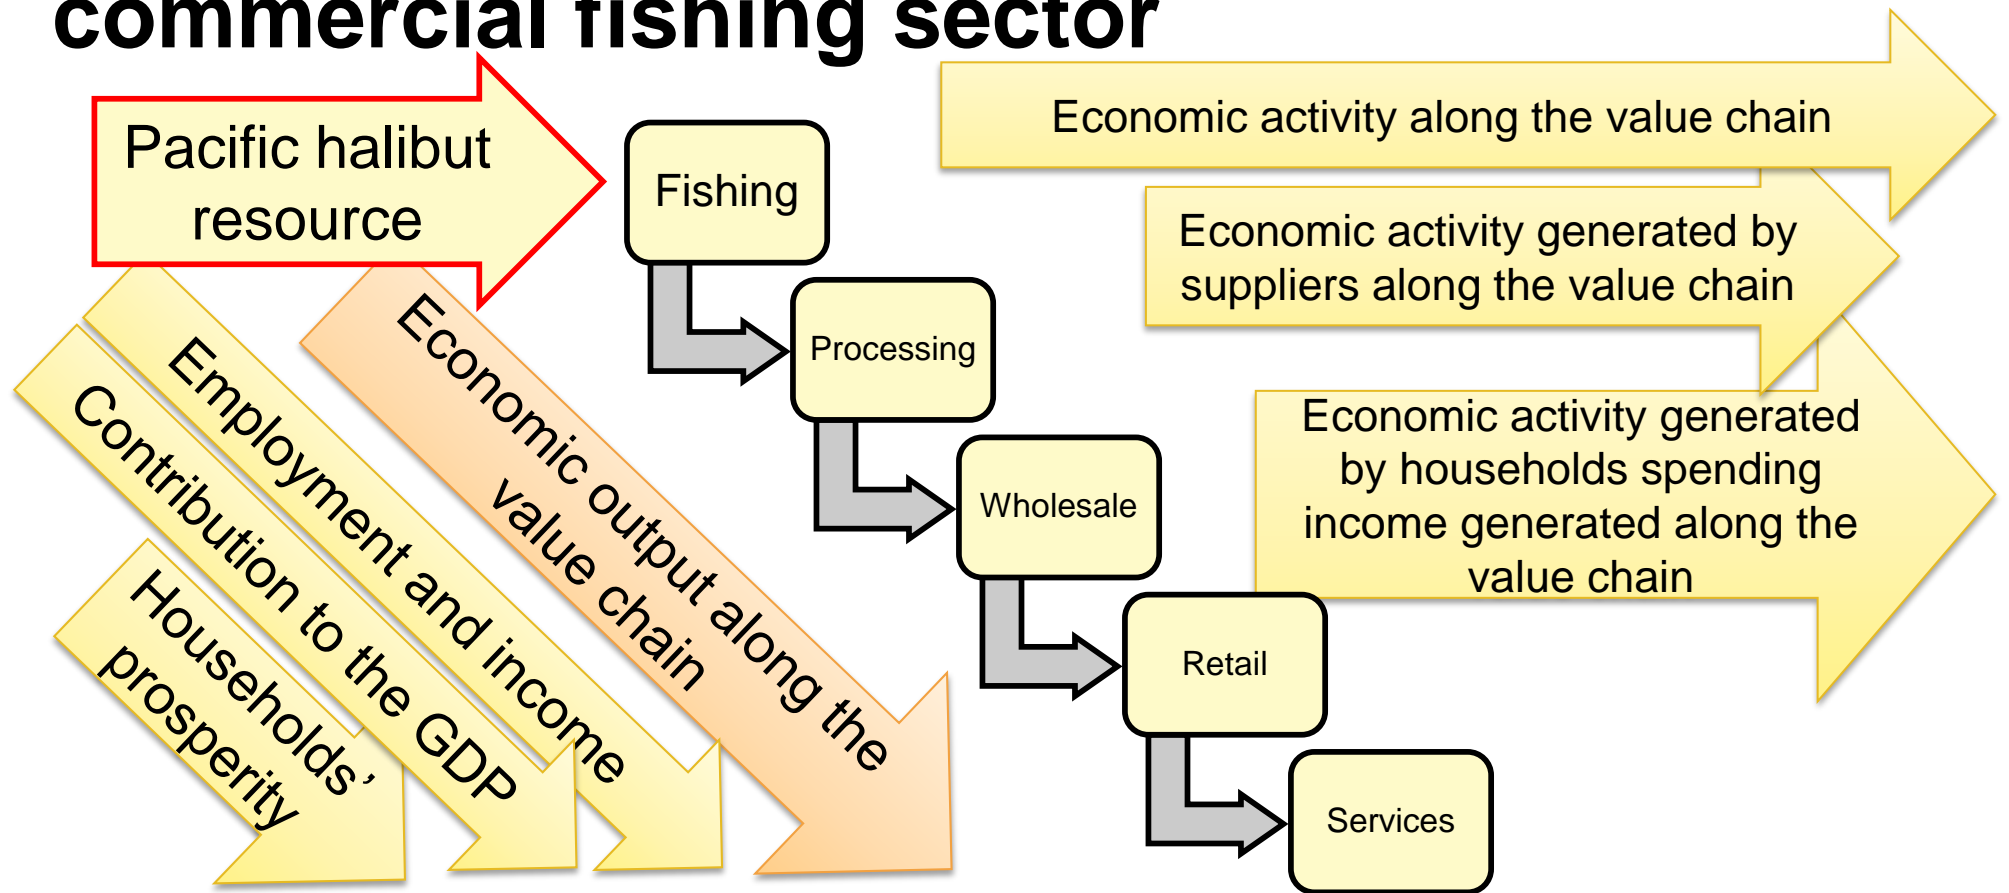 commercial fishing sector
Pacific halibut
resource
Fishing
Processing
Wholesale
Retail
Services
Economic activity along the value chain
Economic activity generated by
suppliers along the value chain
Economic activity generated
by households spending
income generated along the
value chain
Economic output along the
value chain
Employment and income
Contribution to the GDP
Households’
prosperity